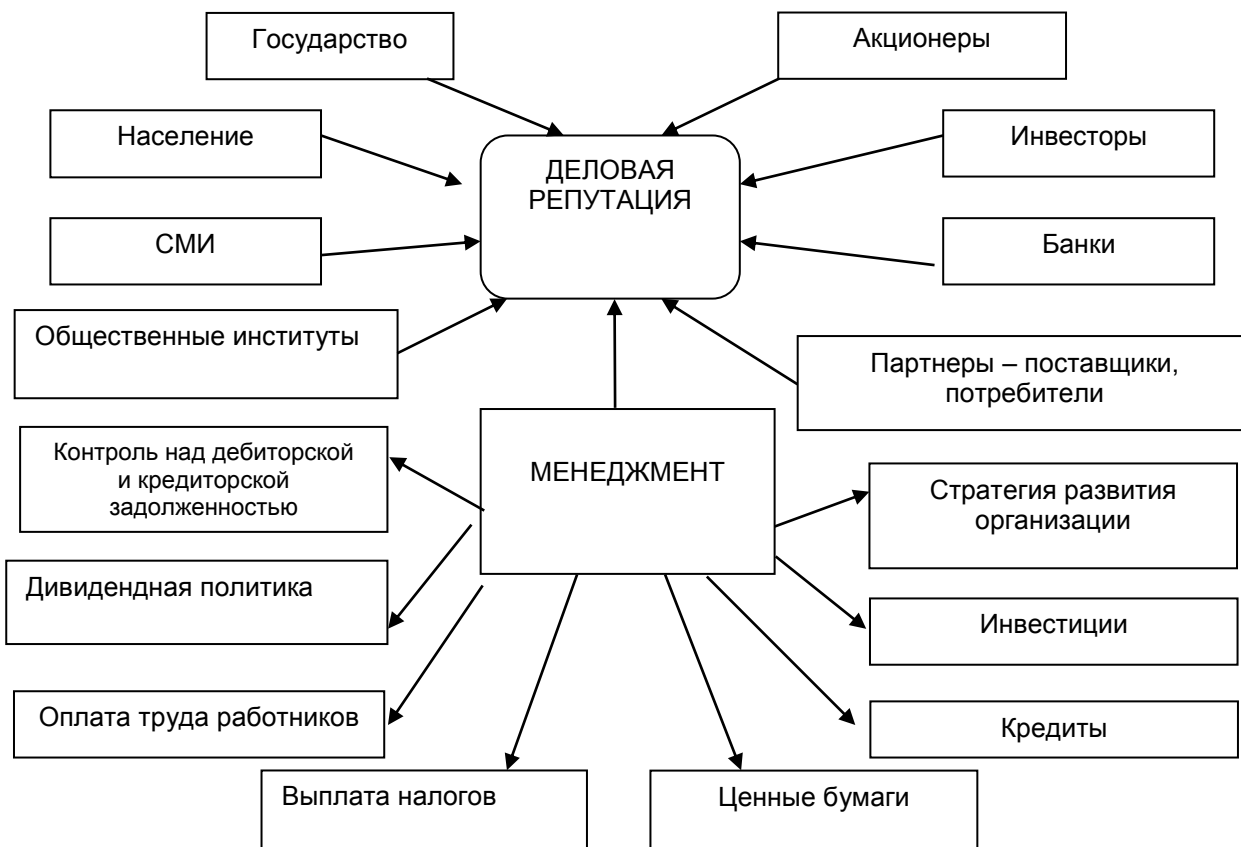 Государство
Акционеры
Население
ДЕЛОВАЯ
РЕПУТАЦИЯ
Инвесторы
СМИ
Банки
Общественные институты
Партнеры – поставщики,
потребители
Контроль над дебиторской
и кредиторской
задолженностью
МЕНЕДЖМЕНТ
Стратегия развития
организации
Дивидендная политика
Инвестиции
Оплата труда работников
Кредиты
Выплата налогов
Ценные бумаги